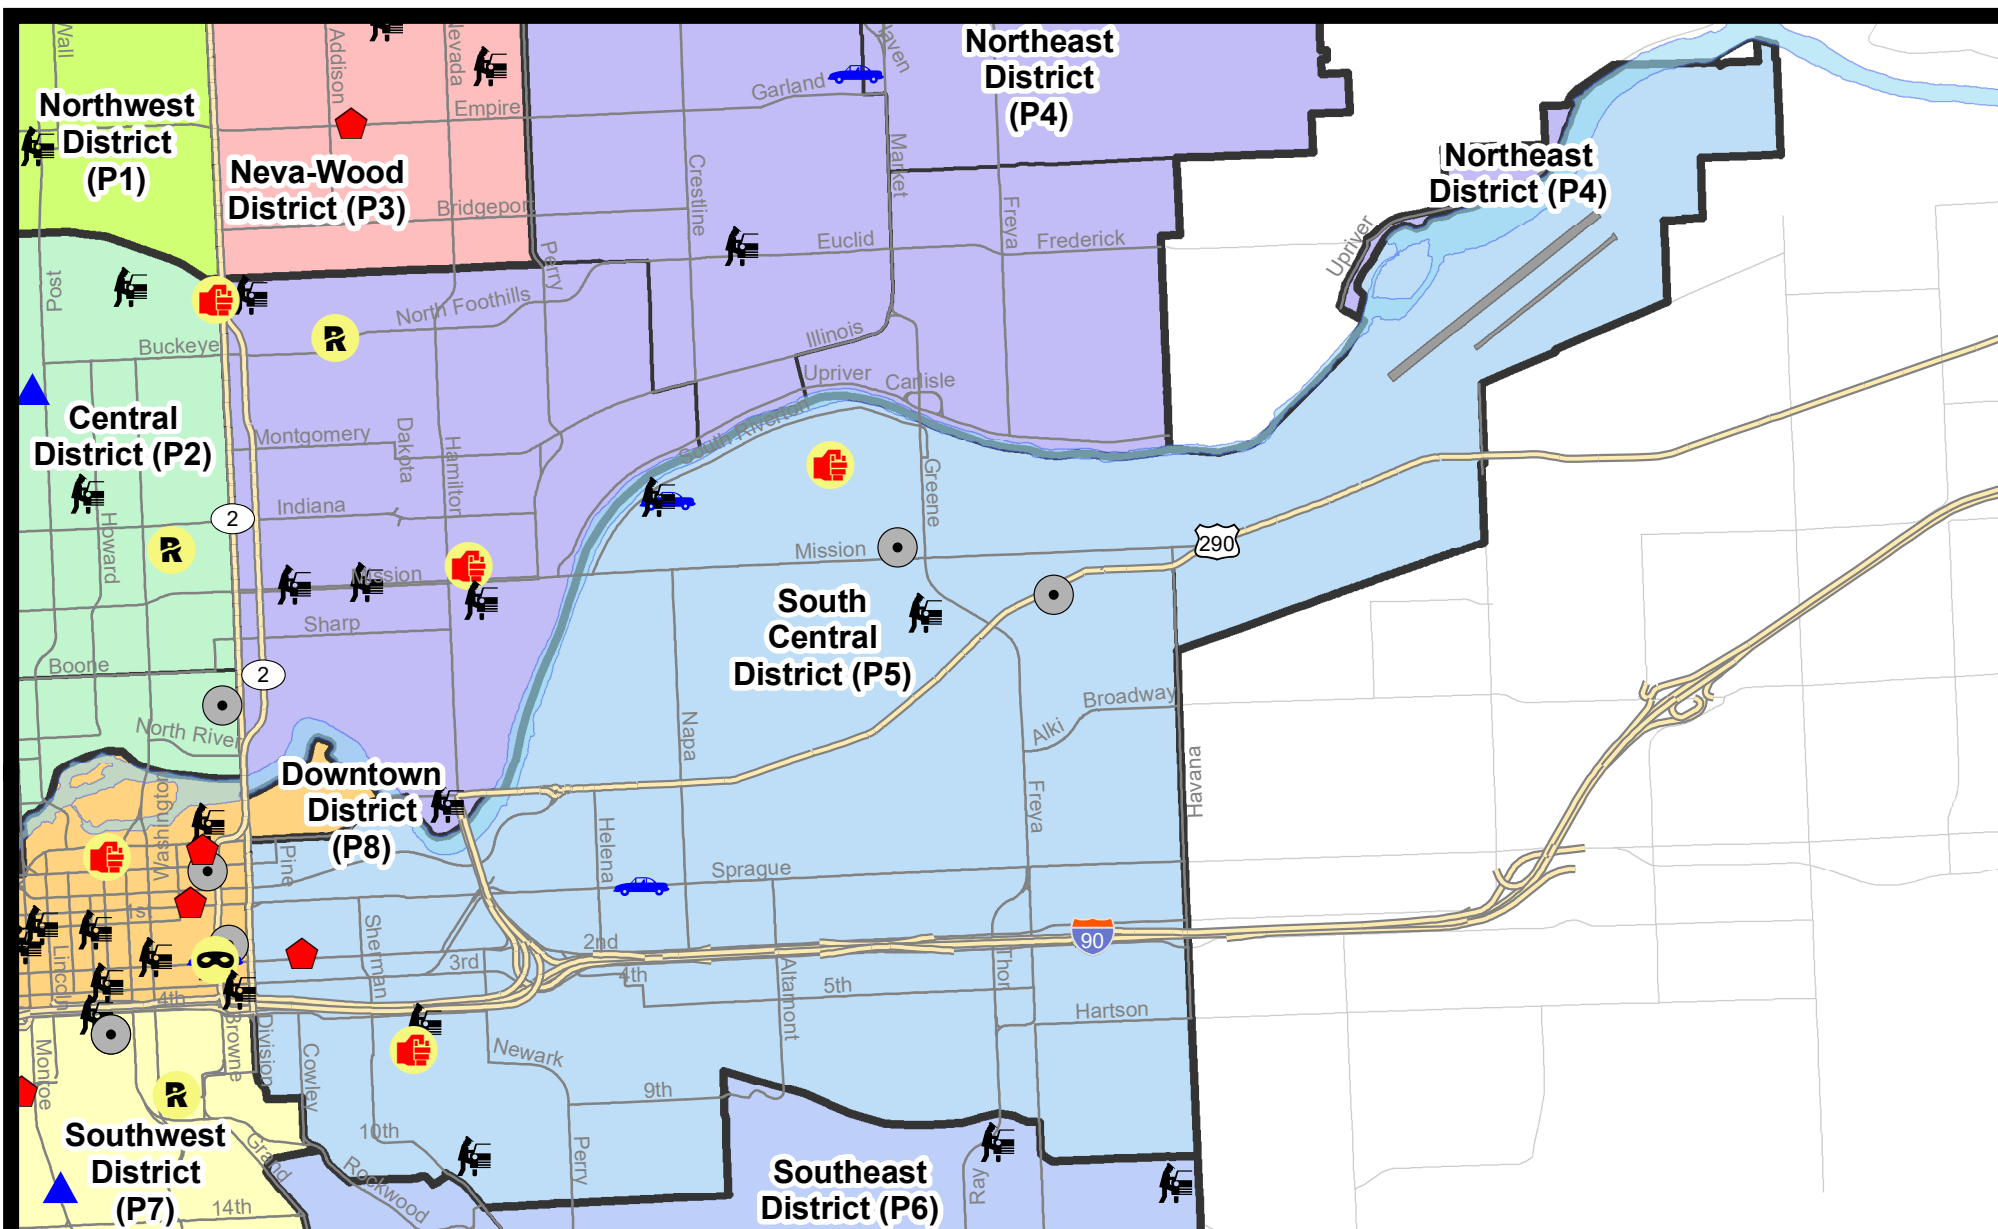 Wall
Addison
Nevada
Haven
Northeast
District
(P4)
Garland
Northwest
District
(P1)
Empire
Neva-Wood
District (P3)
Bridgeport
Crestline
Market
Freya
Northeast
District (P4)
Euclid
Frederick
Upriver
Post
Perry
North Foothills
Buckeye
Illinois
Upriver
Carlisle
South Riverton
Central
District (P2)
Montgomery
Dakota
Hamilton
Greene
Indiana
2
Howard
Mission
Mission
290
Sharp
South
Central
District (P5)
Boone
2
North River
Napa
Broadway
Alki
Havana
Downtown
District
(P8)
Washington
Freya
Pine
Helena
Sprague
1st
Sherman
2nd
90
3rd
4th
Lincoln
4th
5th
Altamont
Thor
Hartson
Monroe
Browne
Division
Cowley
Newark
9th
Southwest
District
(P7)
10th
Grand
Rockwood
Perry
Southeast
District (P6)
Ray
14th